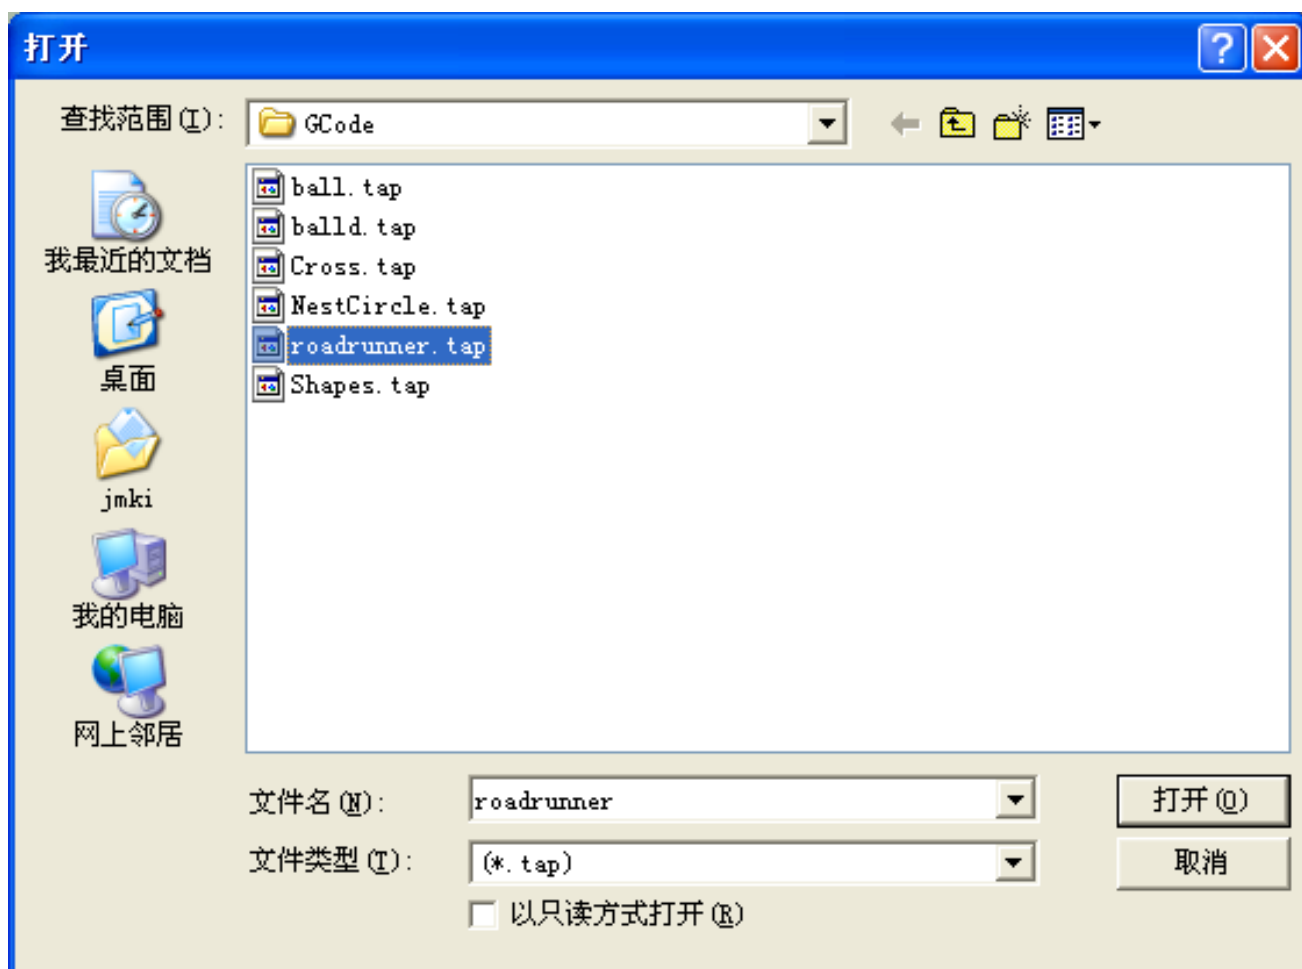 打开
查找范围(I):
GCode
我最近的文档
桌面
jmki
我的电脑
网上邻居
ball.tap
balld.tap
Cross.tap
NestCircle.tap
roadrunner.tap
Shapes.tap
文件名(N):
roadrunner
打开(O)
文件类型(T):
(*.tap)
取消
以只读方式打开(R)